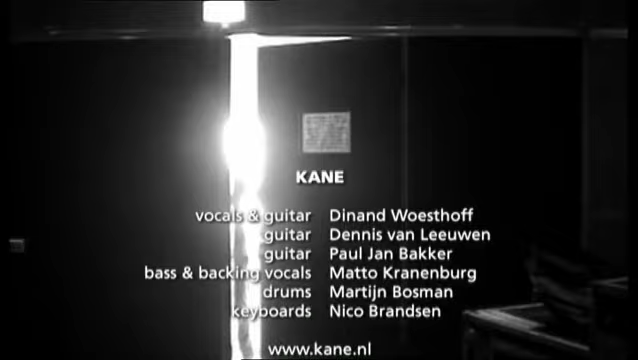 KANE
vocals & guitar Dinand Woesthoff
guitar Dennis van Leeuwen
guitar Paul Jan Bakker
bass & backing vocals Matto Kranenburg
drums Martijn Bosman
keyboards Nico Brandsen
www.kane.nl